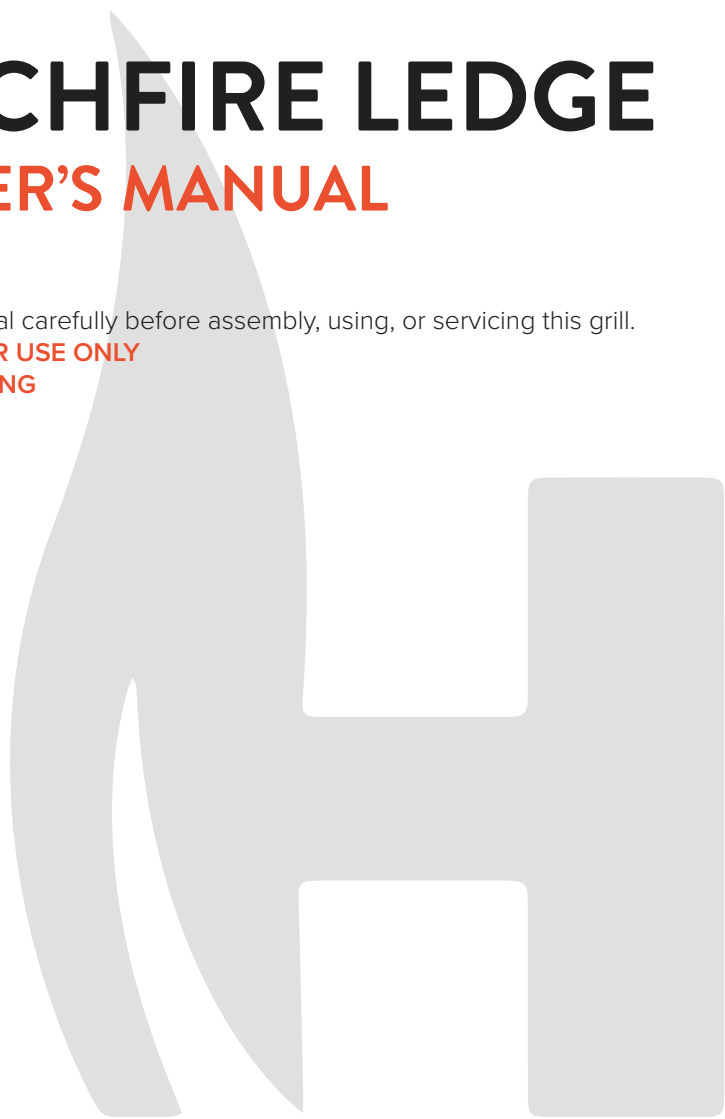 CHFIRE LEDGE
ER’S MANUAL
al carefully before assembly, using, or servicing this grill.
R USE ONLY
NG